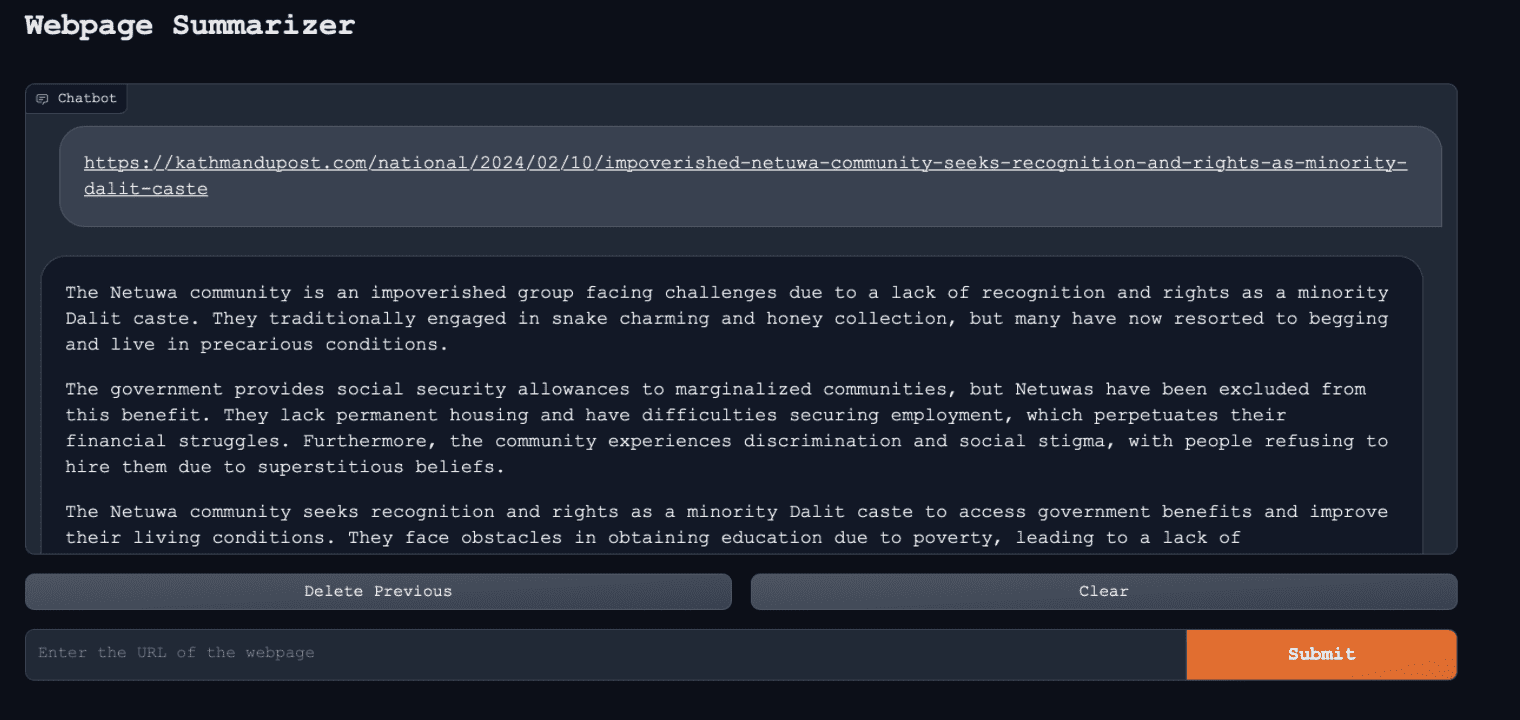 Webpage Summarizer
Chatbot
https://kathmandupost.com/national/2024/02/10/impoverished-netuwa-community-seeks-recognition-and-rights-as-minority-
dalit-caste
The Netuwa community is an impoverished group facing challenges due to a lack of recognition and rights as a minority
Dalit caste. They traditionally engaged in snake charming and honey collection, but many have now resorted to begging
and live in precarious conditions.
The government provides social security allowances to marginalized communities, but Netuwas have been excluded from
this benefit. They lack permanent housing and have difficulties securing employment, which perpetuates their
financial struggles. Furthermore, the community experiences discrimination and social stigma, with people refusing to
hire them due to superstitious beliefs.
The Netuwa community seeks recognition and rights as a minority Dalit caste to access government benefits and improve
their living conditions. They face obstacles in obtaining education due to poverty, leading to a lack of
Delete Previous
Clear
Enter the URL of the webpage
Submit